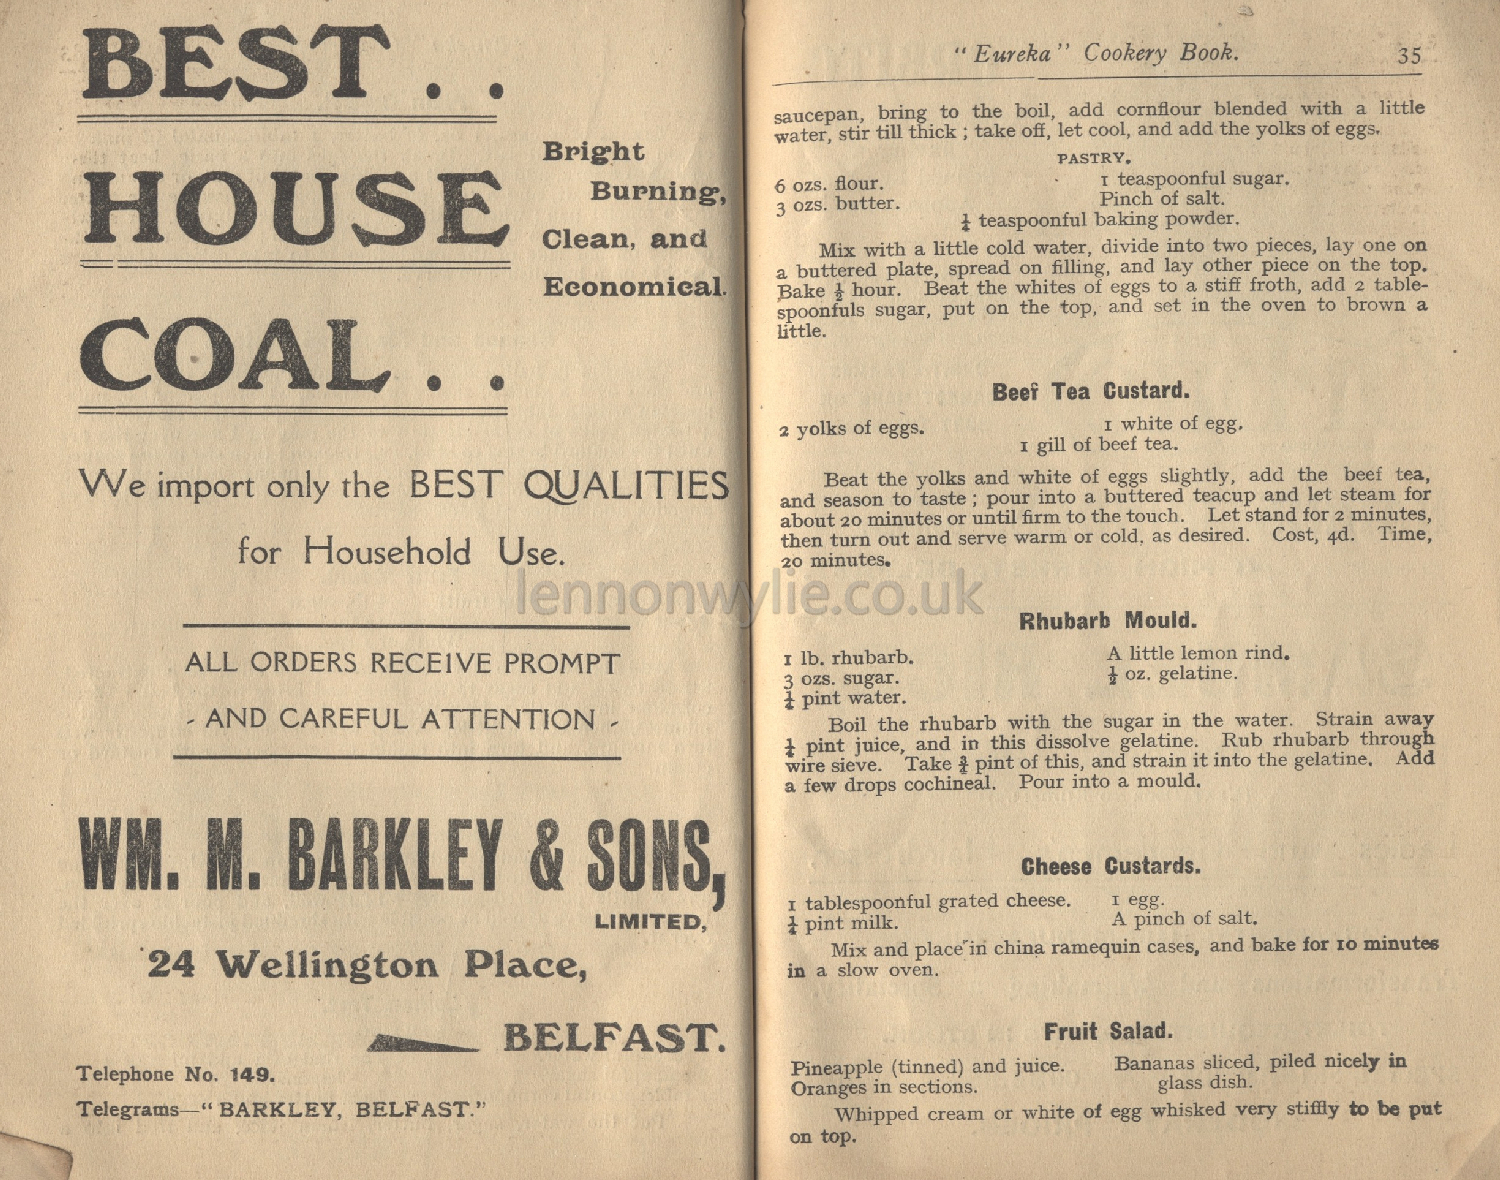 BEST . .
HOUSE
COAL . .
Bright
Burning,
Clean, and
Economical.
We import only the BEST QUALITIES
for Household Use.
ALL ORDERS RECEIVE PROMPT
- AND CAREFUL ATTENTION -
WM. M. BARKLEY & SONS,
LIMITED,
24 Wellington Place,
BELFAST.
Telephone No. 149.
Telegrams—"BARKLEY, BELFAST."
lennonwylie.co.uk
"Eureka" Cookery Book. 35
saucepan, bring to the boil, add cornflour blended with a little
water, stir till thick; take off, let cool, and add the yolks of eggs.
PASTRY.
6 ozs. flour. 1 teaspoonful sugar.
3 ozs. butter. Pinch of salt.
¼ teaspoonful baking powder.
Mix with a little cold water, divide into two pieces, lay one on
a buttered plate, spread on filling, and lay other piece on the top.
Bake ½ hour. Beat the whites of eggs to a stiff froth, add 2 table-
spoonfuls sugar, put on the top, and set in the oven to brown a
little.
Beef Tea Custard.
2 yolks of eggs. 1 white of egg.
1 gill of beef tea.
Beat the yolks and white of eggs slightly, add the beef tea,
and season to taste; pour into a buttered teacup and let steam for
about 20 minutes or until firm to the touch. Let stand for 2 minutes,
then turn out and serve warm or cold, as desired. Cost, 4d. Time,
20 minutes.
Rhubarb Mould.
1 lb. rhubarb. A little lemon rind.
3 ozs. sugar. ½ oz. gelatine.
¼ pint water.
Boil the rhubarb with the sugar in the water. Strain away
¼ pint juice, and in this dissolve gelatine. Rub rhubarb through
wire sieve. Take ¾ pint of this, and strain it into the gelatine. Add
a few drops cochineal. Pour into a mould.
Cheese Custards.
1 tablespoonful grated cheese. 1 egg.
¼ pint milk. A pinch of salt.
Mix and place in china ramequin cases, and bake for 10 minutes
in a slow oven.
Fruit Salad.
Pineapple (tinned) and juice. Bananas sliced, piled nicely in
Oranges in sections. glass dish.
Whipped cream or white of egg whisked very stiffly to be put
on top.